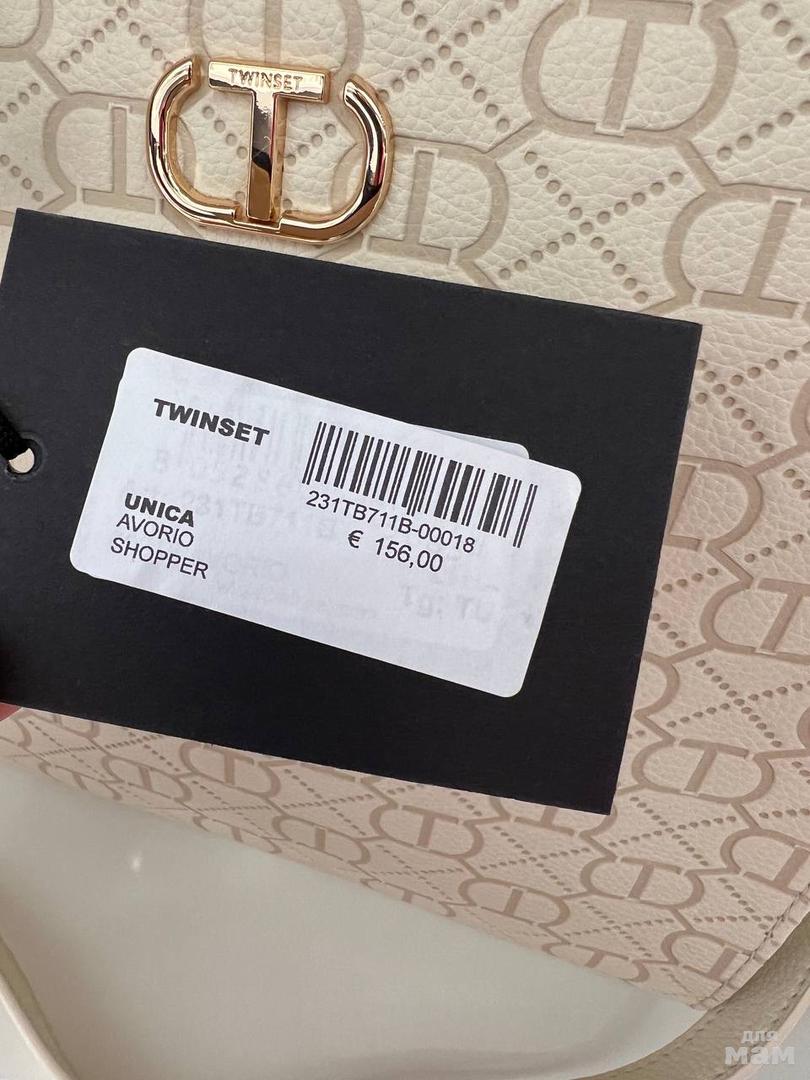 TWINSET
TWINSET
231TB711B-00018
€ 156,00
UNICA
AVORIO
SHOPPER
для
мам